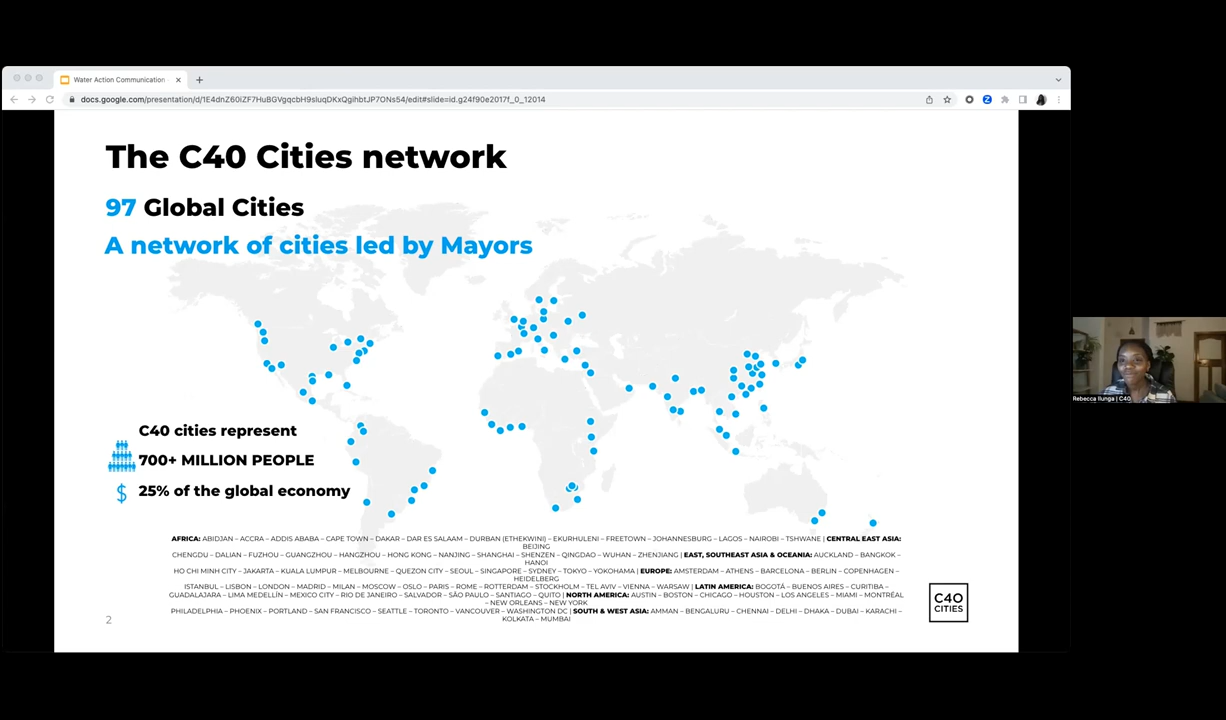 Water Action Communication
docs.google.com/presentation/d/1E4dnZ60iZF7HuBGVgqcbH9sluqDKxQgihbtJP7ONs54/edit#slide=id.g24f90e2017f_0_12014
The C40 Cities network
97 Global Cities
A network of cities led by Mayors
C40 cities represent
700+ MILLION PEOPLE
$ 25% of the global economy
AFRICA: ABIDJAN – ACCRA – ADDIS ABABA – CAPE TOWN – DAKAR – DAR ES SALAAM – DURBAN (ETHEKWINI) – EKURHULENI – FREETOWN – JOHANNESBURG – LAGOS – NAIROBI – TSHWANE | CENTRAL EAST ASIA:
BEIJING
CHENGDU – DALIAN – FUZHOU – GUANGZHOU – HANGZHOU – HONG KONG – NANJING – SHANGHAI – SHENZEN – QINGDAO – WUHAN – ZHENJIANG | EAST, SOUTHEAST ASIA & OCEANIA: AUCKLAND – BANGKOK –
HANOI
HO CHI MINH CITY – JAKARTA – KUALA LUMPUR – MELBOURNE – QUEZON CITY – SEOUL – SINGAPORE – SYDNEY – TOKYO – YOKOHAMA | EUROPE: AMSTERDAM – ATHENS – BARCELONA – BERLIN – COPENHAGEN –
HEIDELBERG
ISTANBUL – LISBON – LONDON – MADRID – MILAN – MOSCOW – OSLO – PARIS – ROME – ROTTERDAM – STOCKHOLM – TEL AVIV – VIENNA – WARSAW | LATIN AMERICA: BOGOTÁ – BUENOS AIRES – CURITIBA –
GUADALAJARA – LIMA MEDELLÍN – MEXICO CITY – RIO DE JANEIRO – SALVADOR – SÃO PAULO – SANTIAGO – QUITO | NORTH AMERICA: AUSTIN – BOSTON – CHICAGO – HOUSTON – LOS ANGELES – MIAMI – MONTRÉAL
– NEW ORLEANS – NEW YORK
PHILADELPHIA – PHOENIX – PORTLAND – SAN FRANCISCO – SEATTLE – TORONTO – VANCOUVER – WASHINGTON DC | SOUTH & WEST ASIA: AMMAN – BENGALURU – CHENNAI – DELHI – DHAKA – DUBAI – KARACHI –
KOLKATA – MUMBAI
2
C40
CITIES
Rebecca Ilunga | C40